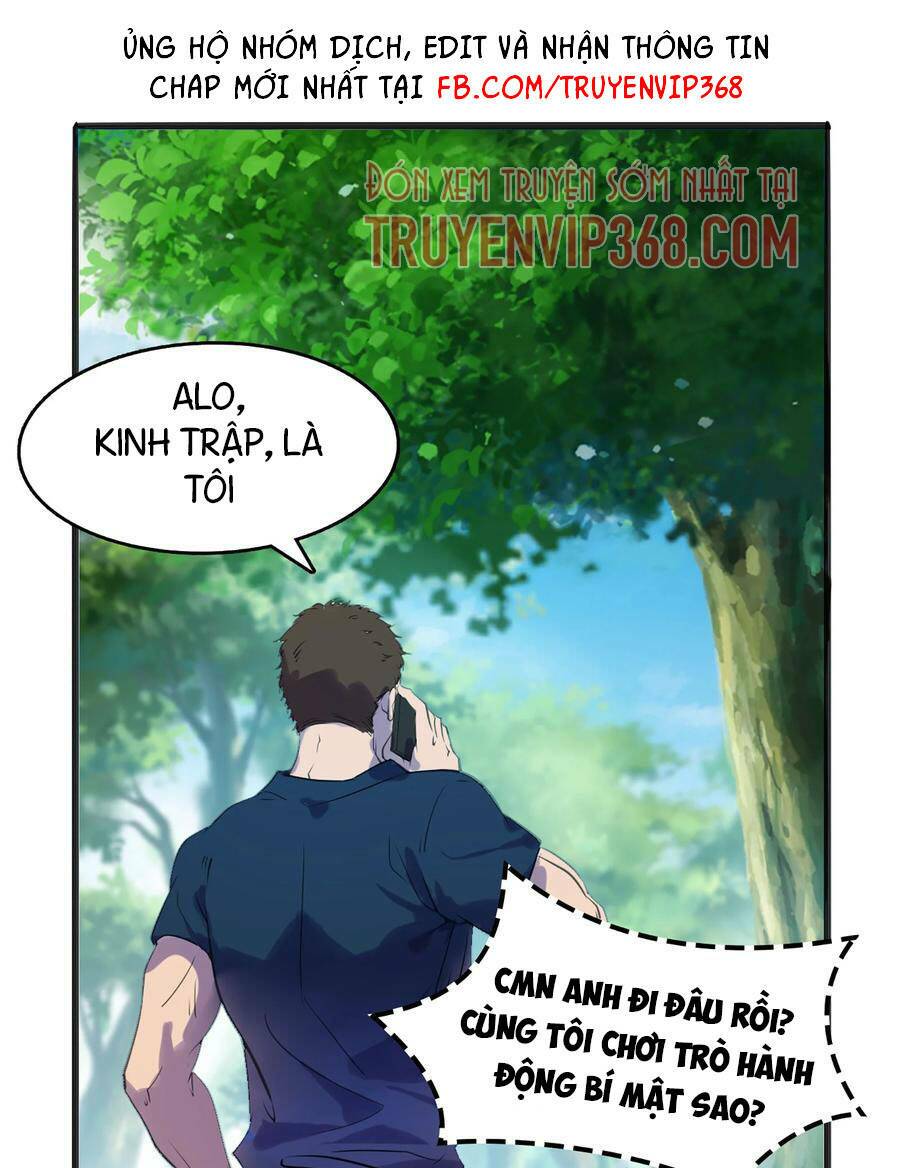 ỦNG HỘ NHÓM DỊCH, EDIT VÀ NHẬN THÔNG TIN
CHAP MỚI NHẤT TẠI FB.COM/TRUYENVIP368
ĐÓN XEM TRUYỆN SỚM NHẤT TẠI
TRUYENVIP368.COM
ALO,
KINH TRẬP, LÀ
TÔI
CMN ANH ĐI ĐÂU RỒI?
CÙNG TÔI CHƠI TRÒ HÀNH
ĐỘNG BÍ MẬT SAO?